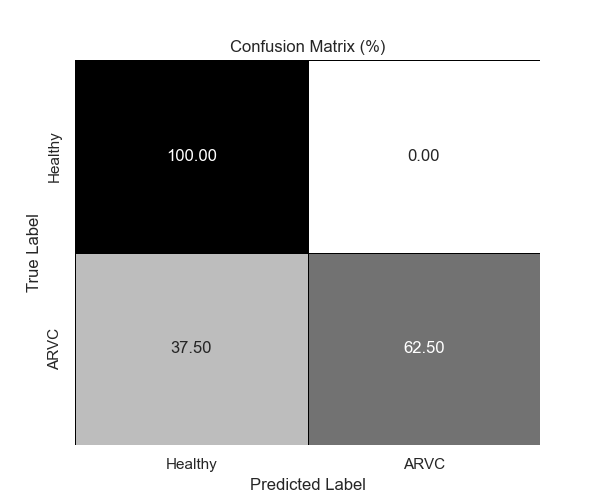 Confusion Matrix (%)
True Label
Healthy
100.00
0.00
ARVC
37.50
62.50
Healthy
ARVC
Predicted Label